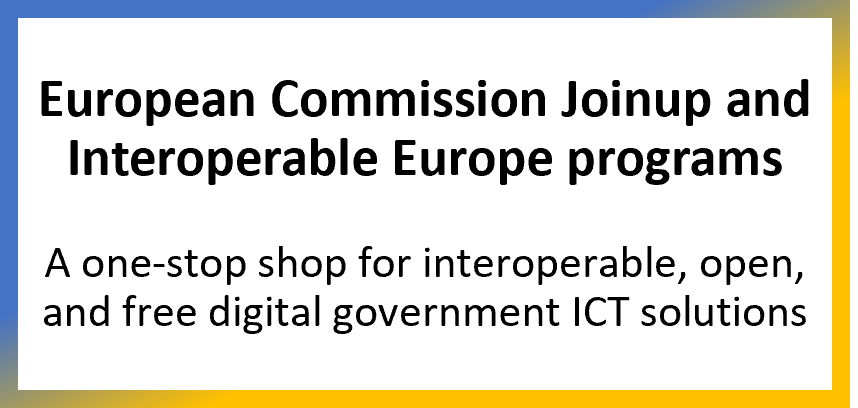 European Commission Joinup and
Interoperable Europe programs
A one-stop shop for interoperable, open,
and free digital government ICT solutions